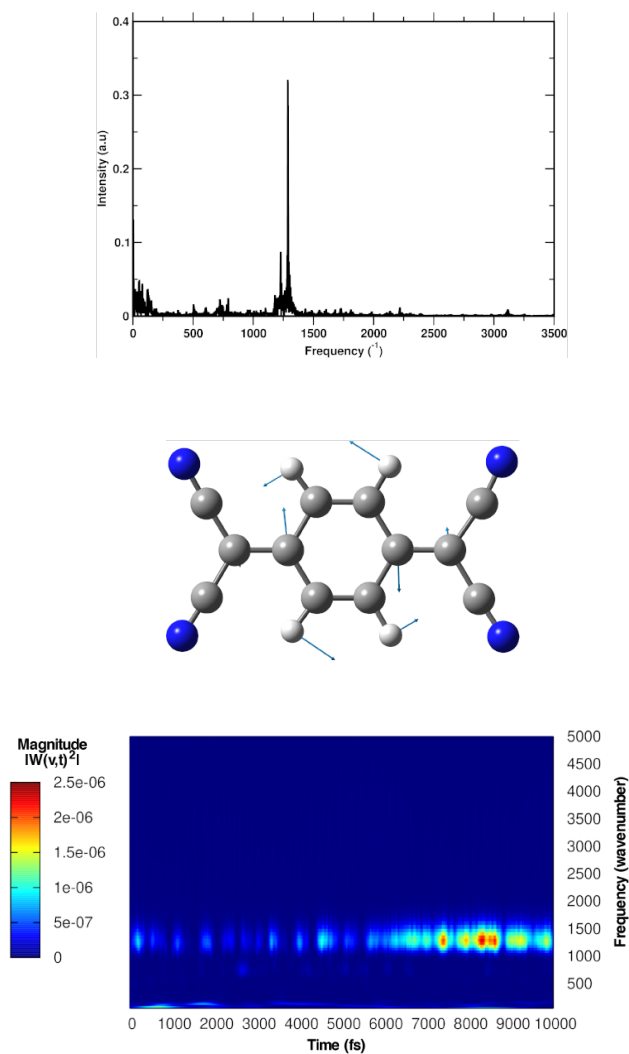 0.4
0.3
0.2
0.1
0
Intensity (a.u)
0 500 1000 1500 2000 2500 3000 3500
Frequency (-1)
Magnitude
|W(v,t)2|
2.5e-06
2e-06
1.5e-06
1e-06
5e-07
0
5000
4500
4000
3500
3000
2500
2000
1500
1000
500
Frequency (wavenumber)
0 1000 2000 3000 4000 5000 6000 7000 8000 9000 10000
Time (fs)